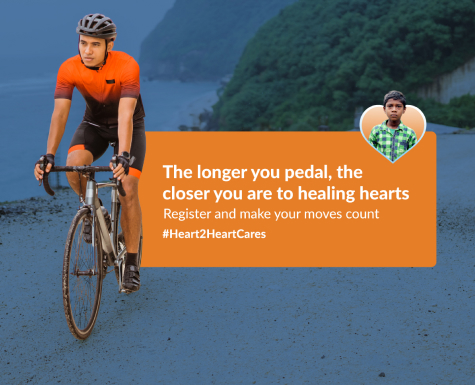 The longer you pedal, the
closer you are to healing hearts
Register and make your moves count
#Heart2HeartCares